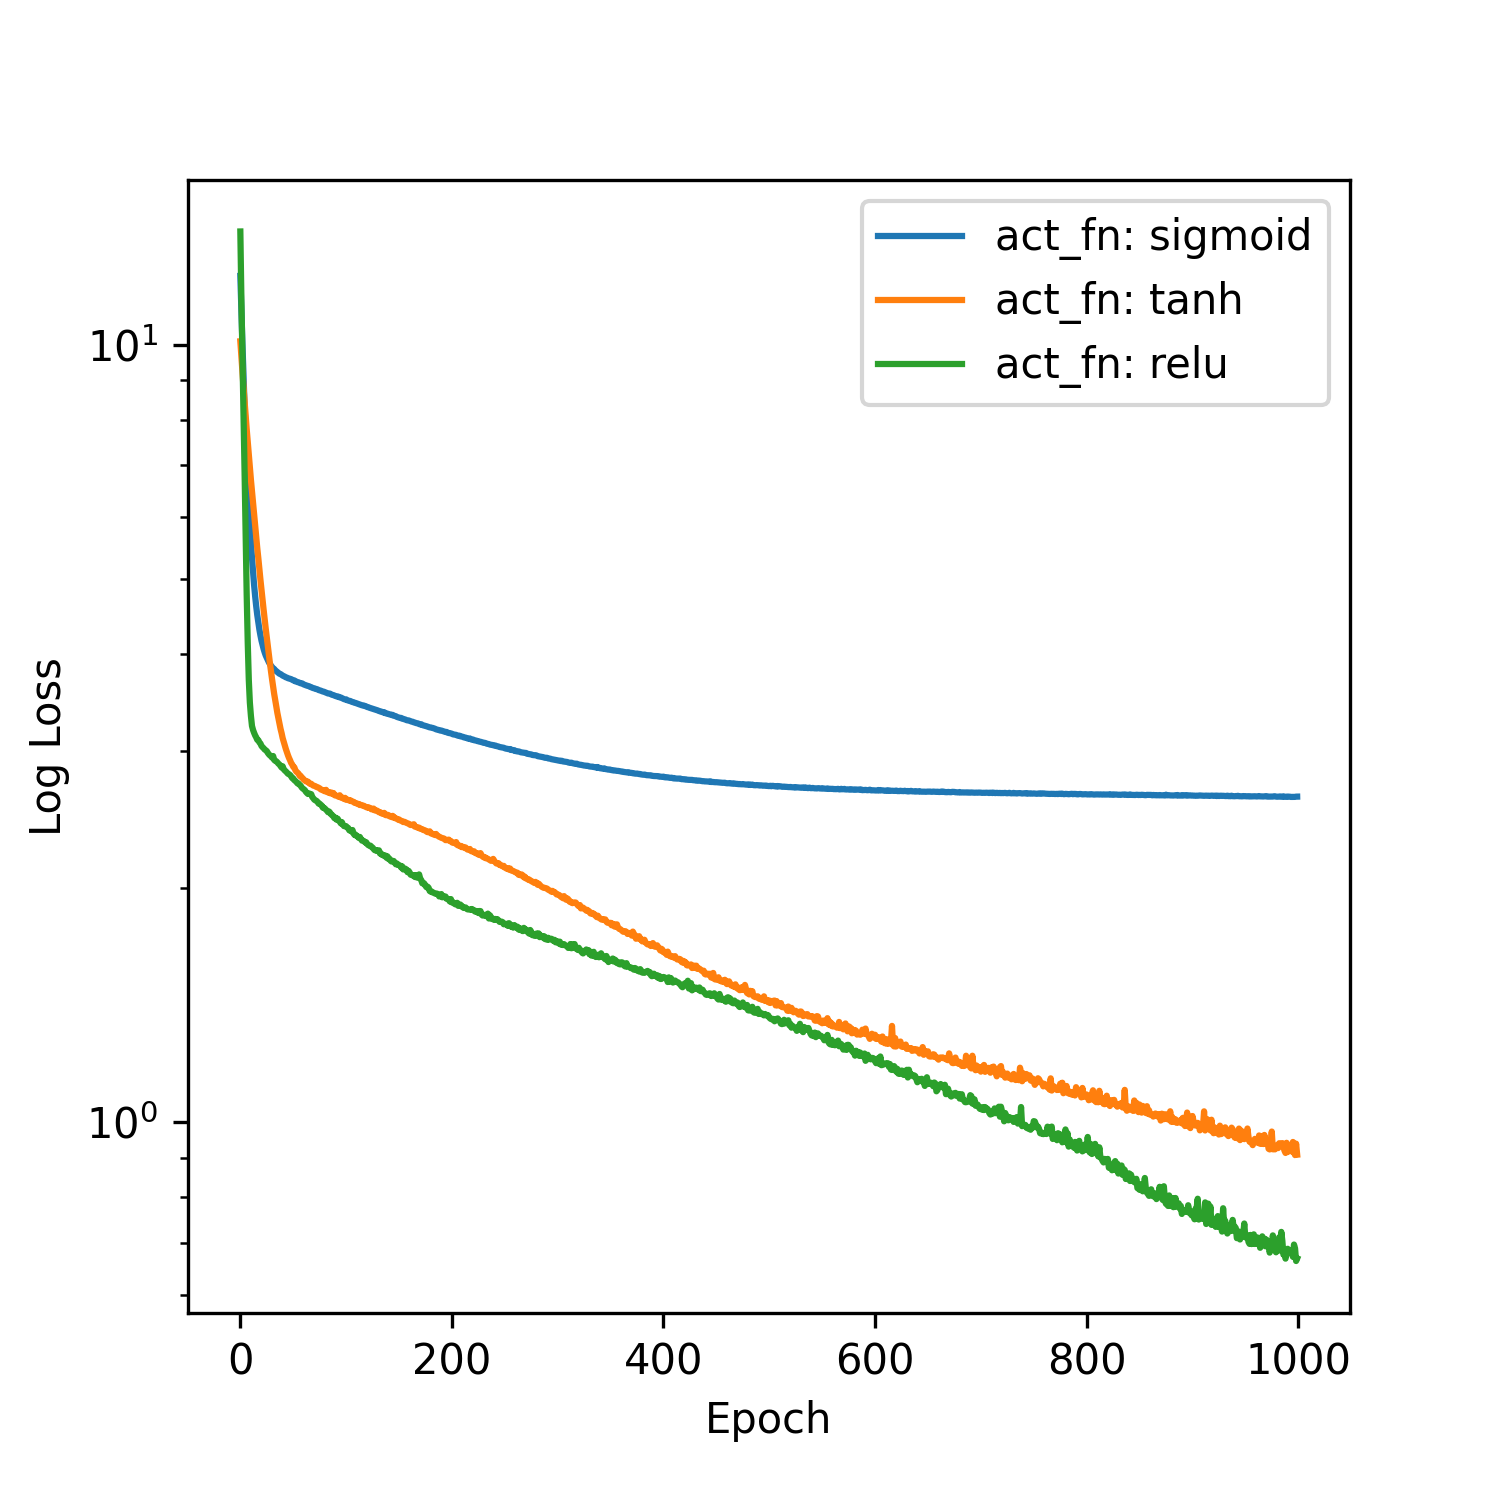 act_fn: sigmoid
act_fn: tanh
act_fn: relu
10¹
10⁰
Log Loss
0 200 400 600 800 1000
Epoch